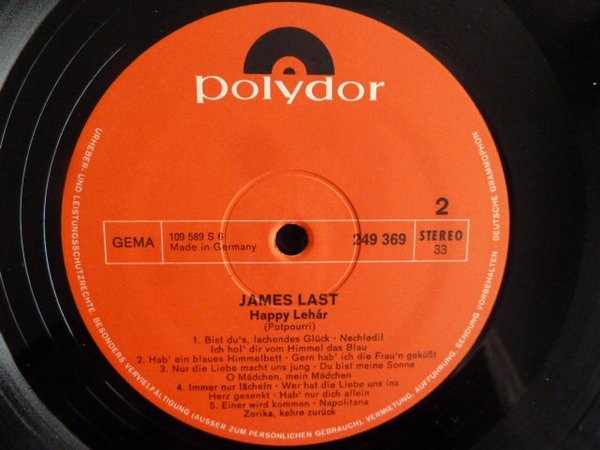 polydor
2
GEMA
109 589 S 6
Made in Germany
249 369
STEREO
33
JAMES LAST
Happy Lehár
(Potpourri)
1. Bist du's, lachendes Glück · Nechledil
Ich hol' dir vom Himmel das Blau
2. Hab' ein blaues Himmelbett · Gern hab' ich die Frau'n geküßt
3. Nur die Liebe macht uns jung · Du bist meine Sonne
O Mädchen, mein Mädchen
4. Immer nur lächeln · Wer hat die Liebe uns ins
Herz gesenkt · Hab' nur dich allein
5. Einer wird kommen · Napolitana
Zorika, kehre zurück
URHEBER- UND LEISTUNGSSCHUTZRECHTE, BESONDERS VERVIELFÄLTIGUNG (AUSSER ZUM PERSÖNLICHEN GEBRAUCH), VERMIETUNG, AUFFÜHRUNG, SENDUNG VORBEHALTEN · DEUTSCHE GRAMMOPHON